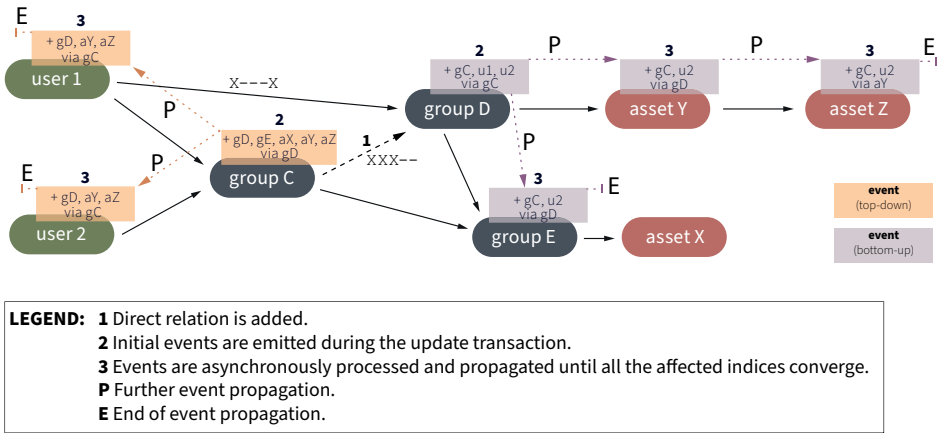 E
3
+ gD, aY, aZ
via gC
user 1
P
X---X
2
+ gC, u1, u2
via gC
group D
P
3
+ gC, u2
via gD
asset Y
P
3
+ gC, u2
via aY
asset Z
E
2
+ gD, gE, aX, aY, aZ
via gD
group C
1
XXX--
P
P
E
3
+ gD, aY, aZ
via gC
user 2
3
+ gC, u2
via gD
group E
E
asset X
event
(top-down)
event
(bottom-up)
LEGEND: 1 Direct relation is added.
2 Initial events are emitted during the update transaction.
3 Events are asynchronously processed and propagated until all the affected indices converge.
P Further event propagation.
E End of event propagation.